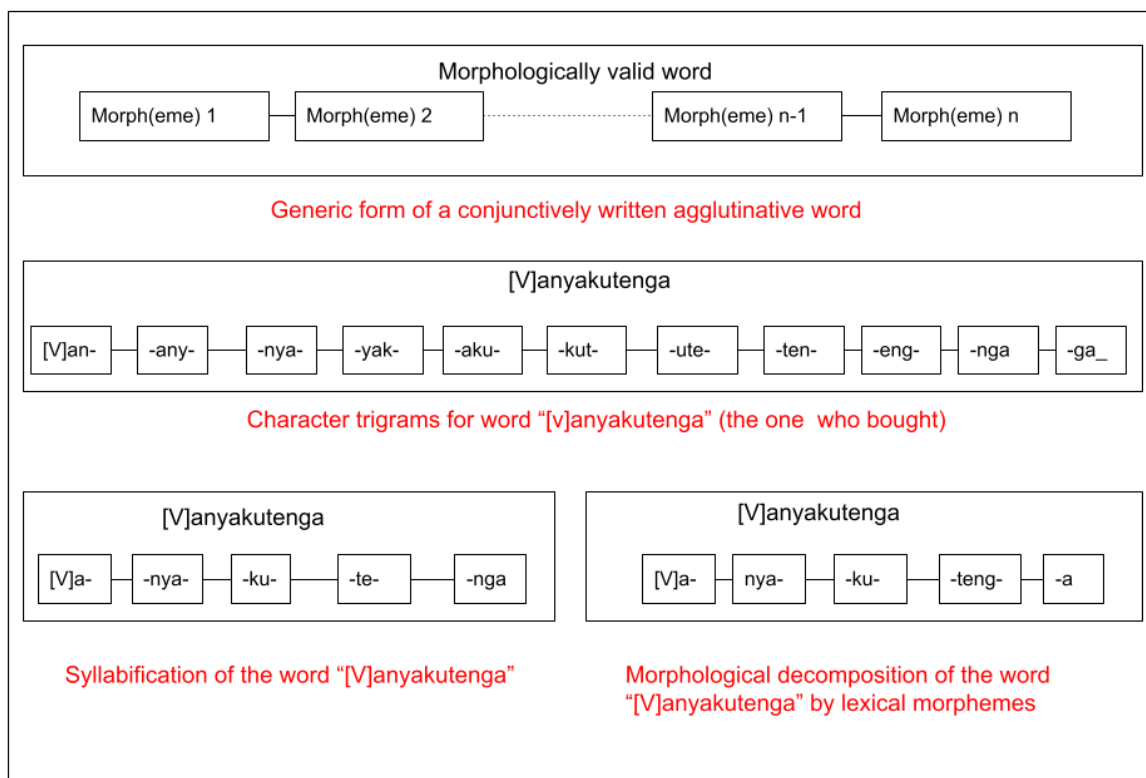 Morphologically valid word
Morph(eme) 1 Morph(eme) 2 Morph(eme) n-1 Morph(eme) n
Generic form of a conjunctively written agglutinative word
[V]anyakutenga
[V]an- -any- -nya- -yak- -aku- -kut- -ute- -ten- -eng- -nga -ga_
Character trigrams for word “[v]anyakutenga” (the one who bought)
[V]anyakutenga
[V]a- -nya- -ku- -te- -nga
Syllabification of the word “[V]anyakutenga”
[V]anyakutenga
[V]a- nya- -ku- -teng- -a
Morphological decomposition of the word
“[V]anyakutenga” by lexical morphemes